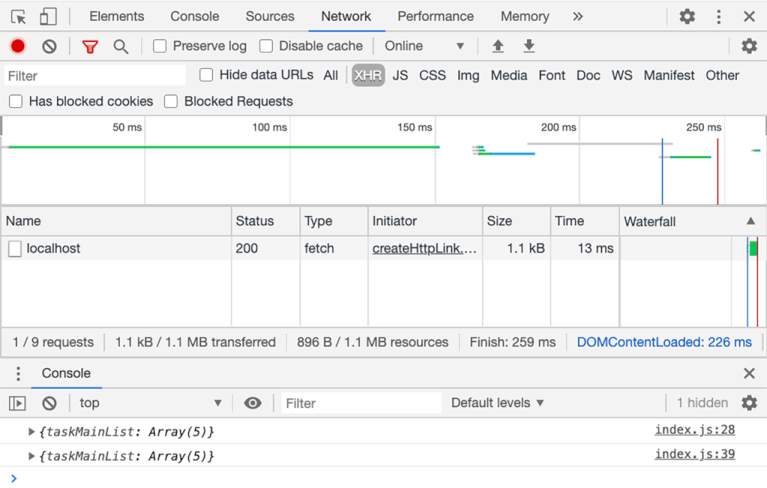 Elements Console Sources Network Performance Memory »
Preserve log Disable cache Online ▼
Filter Hide data URLs All XHR JS CSS Img Media Font Doc WS Manifest Other
Has blocked cookies Blocked Requests
50 ms 100 ms 150 ms 200 ms 250 ms
Name Status Type Initiator Size Time Waterfall ▲
localhost 200 fetch createHttpLink.… 1.1 kB 13 ms
1 / 9 requests 1.1 kB / 1.1 MB transferred 896 B / 1.1 MB resources Finish: 259 ms DOMContentLoaded: 226 ms
Console
top ▼ Filter Default levels ▼ 1 hidden
▶ {taskMainList: Array(5)} index.js:28
▶ {taskMainList: Array(5)} index.js:39
>